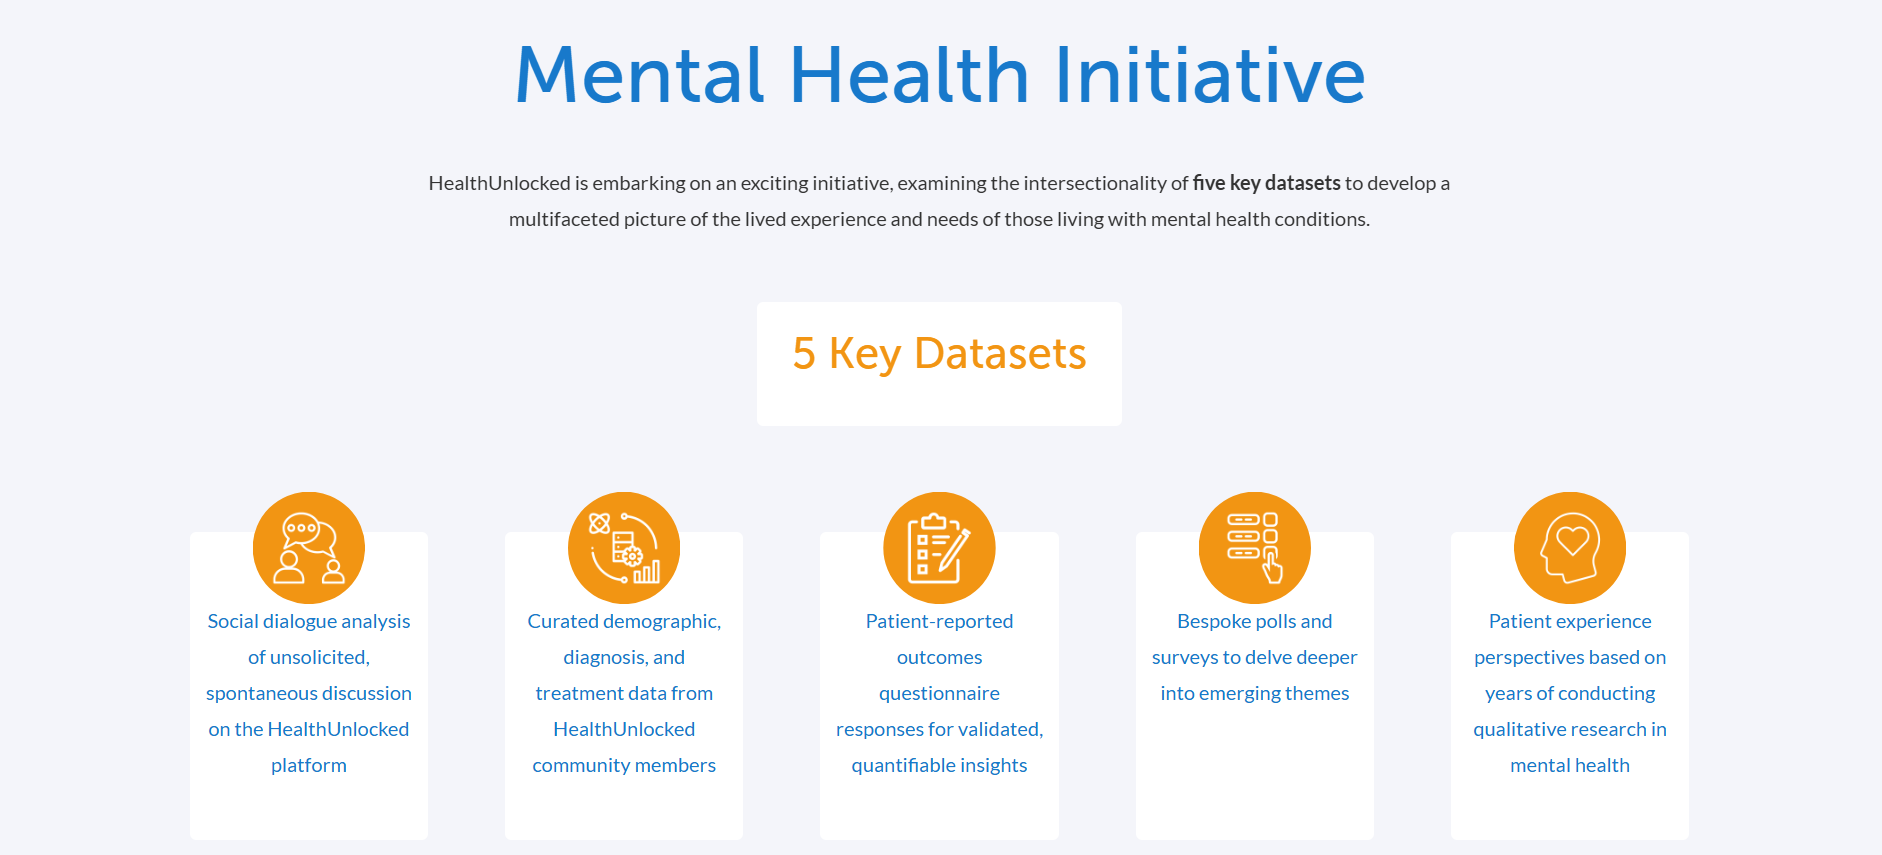 Mental Health Initiative
HealthUnlocked is embarking on an exciting initiative, examining the intersectionality of five key datasets to develop a
multifaceted picture of the lived experience and needs of those living with mental health conditions.
5 Key Datasets
Social dialogue analysis
of unsolicited,
spontaneous discussion
on the HealthUnlocked
platform
Curated demographic,
diagnosis, and
treatment data from
HealthUnlocked
community members
Patient-reported
outcomes
questionnaire
responses for validated,
quantifiable insights
Bespoke polls and
surveys to delve deeper
into emerging themes
Patient experience
perspectives based on
years of conducting
qualitative research in
mental health